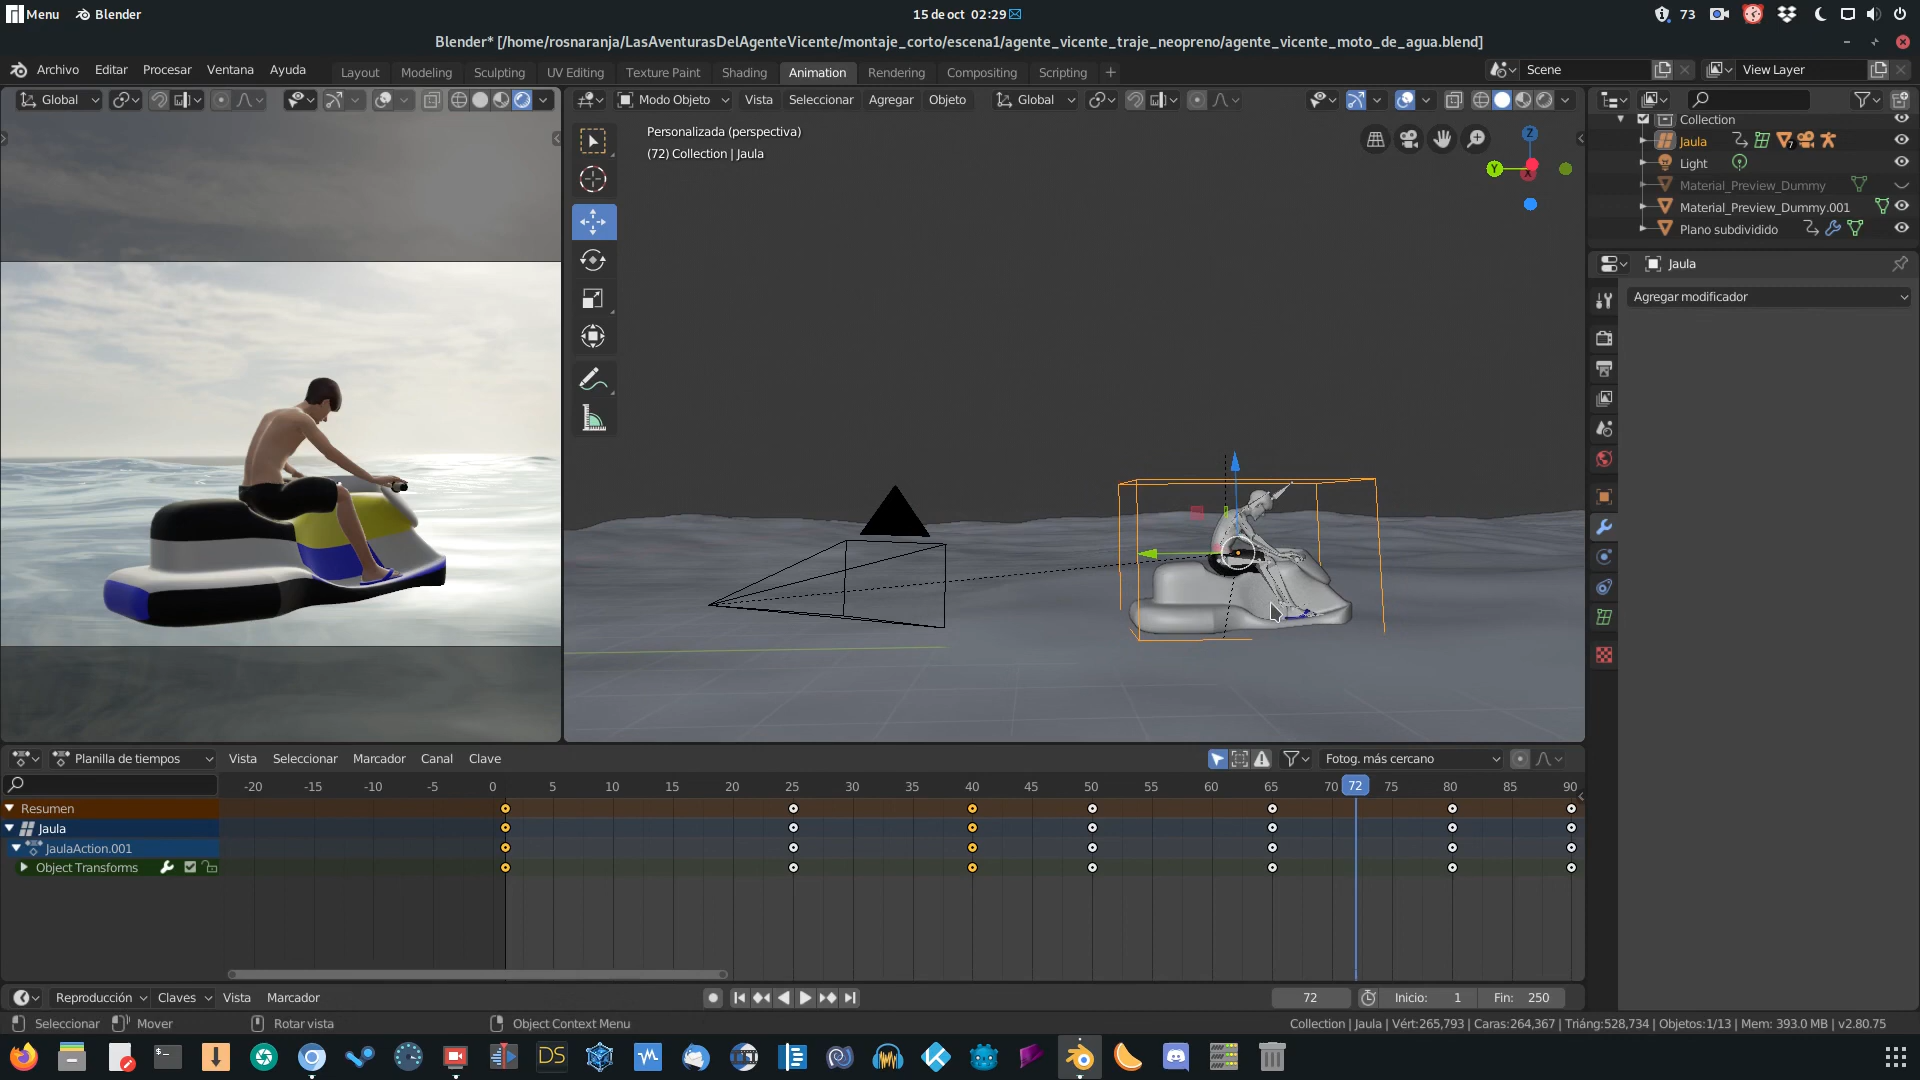 Menu Blender 15 de oct 02:29 73
Blender* [/home/rosnaranja/LasAventurasDelAgenteVicente/montaje_corto/escena1/agente_vicente_traje_neopreno/agente_vicente_moto_de_agua.blend]
Archivo Editar Procesar Ventana Ayuda Layout Modeling Sculpting UV Editing Texture Paint Shading Animation Rendering Compositing Scripting + Scene View Layer
Global Modo Objeto Vista Seleccionar Agregar Objeto Global
Personalizada (perspectiva)
(72) Collection | Jaula
Z
Y
X
Collection
Jaula 7
Light
Material_Preview_Dummy
Material_Preview_Dummy.001
Plano subdividido
Jaula
Agregar modificador
Planilla de tiempos Vista Seleccionar Marcador Canal Clave Fotog. más cercano
-20 -15 -10 -5 0 5 10 15 20 25 30 35 40 45 50 55 60 65 70 72 75 80 85 90
Resumen
Jaula
JaulaAction.001
Object Transforms
Reproducción Claves Vista Marcador 72 Inicio: 1 Fin: 250
Seleccionar Mover Rotar vista Object Context Menu Collection | Jaula | Vért:265,793 | Caras:264,367 | Triáng:528,734 | Objetos:1/13 | Mem: 393.0 MB | v2.80.75
DS